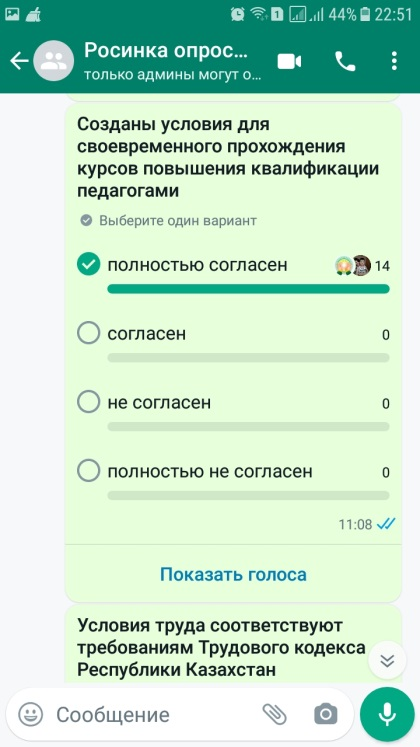 44% 22:51
Росинка опрос...
только админы могут о...
Созданы условия для
своевременного прохождения
курсов повышения квалификации
педагогами
Выберите один вариант
полностью согласен 14
согласен 0
не согласен 0
полностью не согласен 0
11:08
Показать голоса
Условия труда соответствуют
требованиям Трудового кодекса
Республики Казахстан
Сообщение